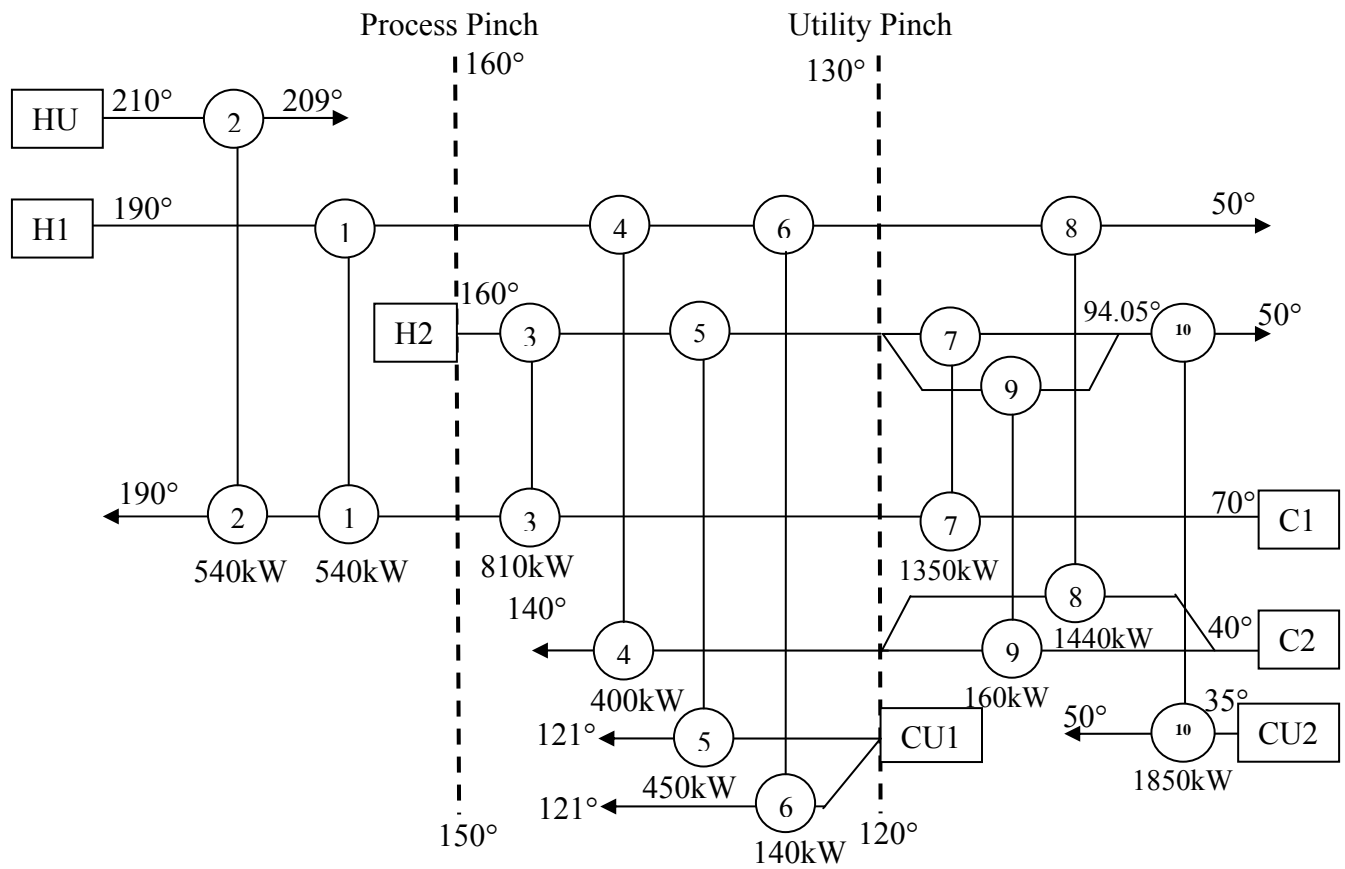 Process Pinch
Utility Pinch
160°
130°
HU
210°
2
209°
H1
190°
1
4
6
8
50°
H2
160°
3
5
7
94.05°
10
50°
9
190°
2
1
3
7
70°
C1
540kW
540kW
810kW
1350kW
140°
8
1440kW
4
9
40°
C2
400kW
160kW
121°
5
CU1
50°
10
35°
CU2
450kW
1850kW
121°
6
150°
120°
140kW